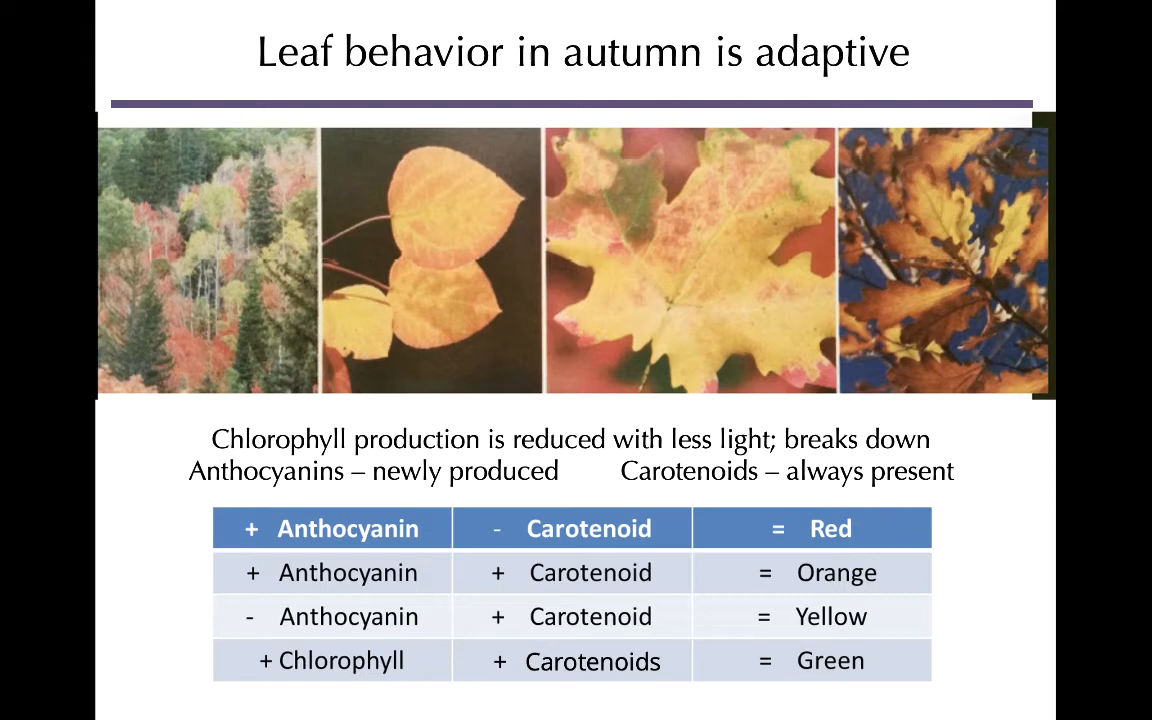 Leaf behavior in autumn is adaptive
Chlorophyll production is reduced with less light; breaks down
Anthocyanins – newly produced Carotenoids – always present
+ Anthocyanin - Carotenoid = Red
+ Anthocyanin + Carotenoid = Orange
- Anthocyanin + Carotenoid = Yellow
+ Chlorophyll + Carotenoids = Green